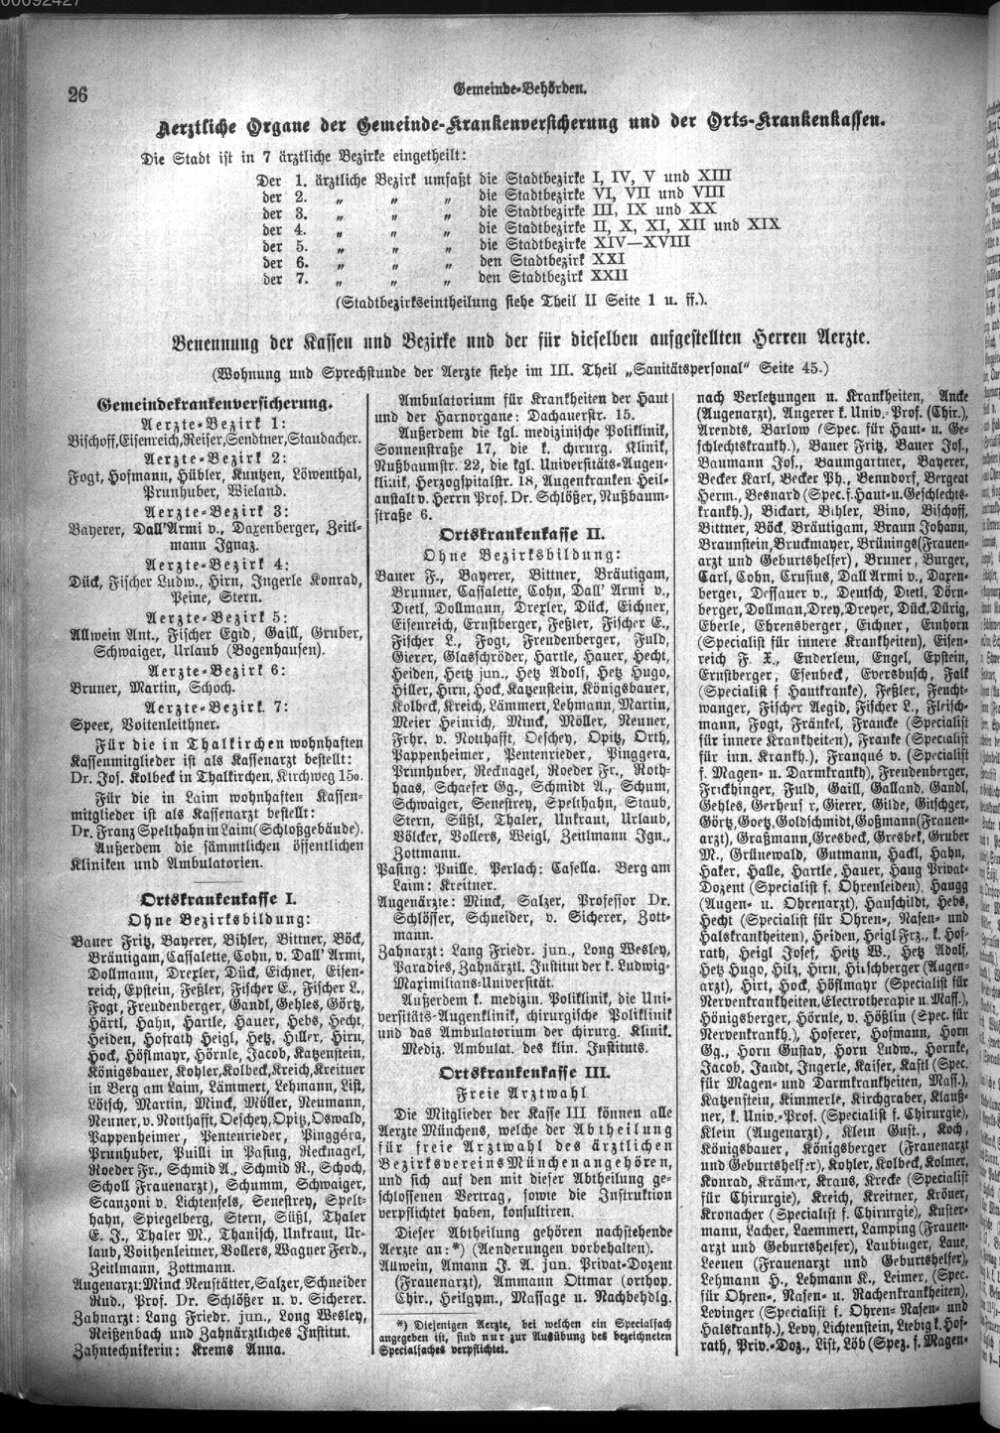 00092427
26
Gemeinde-Behörden.
Aerztliche Organe der Gemeinde-Krankenversicherung und der Orts-Krankenkassen.
Die Stadt ist in 7 ärztliche Bezirke eingetheilt:
Der 1. ärztliche Bezirk umfaßt die Stadtbezirke I, IV, V und XIII
der 2. „ „ „ die Stadtbezirke VI, VII und VIII
der 3. „ „ „ die Stadtbezirke III, IX und XX
der 4. „ „ „ die Stadtbezirke II, X, XI, XII und XIX
der 5. „ „ „ die Stadtbezirke XIV—XVIII
der 6. „ „ „ den Stadtbezirk XXI
der 7. „ „ „ den Stadtbezirk XXII
(Stadtbezirkseintheilung siehe Theil II Seite 1 u. ff.).
Benennung der Kassen und Bezirke und der für dieselben aufgestellten Herren Aerzte.
(Wohnung und Sprechstunde der Aerzte siehe im III. Theil „Sanitätspersonal“ Seite 45.)
Gemeindekrankenversicherung.
Aerzte-Bezirk 1:
Bischoff, Eisenreich, Reiser, Sendtner, Staudacher.
Aerzte-Bezirk 2:
Fogt, Hofmann, Hübler, Kuntzen, Löwenthal,
Prunhuber, Wieland.
Aerzte-Bezirk 3:
Bayerer, Dall'Armi v., Daxenberger, Zeitl-
mann Ignaz.
Aerzte-Bezirk 4:
Dück, Fischer Ludw., Hirn, Ingerle Konrad,
Peine, Stern.
Aerzte-Bezirk 5:
Allwein Ant., Fischer Egid, Gaill, Gruber,
Schwaiger, Urlaub (Bogenhausen).
Aerzte-Bezirk 6:
Bruner, Martin, Schoch.
Aerzte-Bezirk 7:
Speer, Voitenleithner.
Für die in Thalkirchen wohnhaften
Kassenmitglieder ist als Kassenarzt bestellt:
Dr. Jos. Kolbeck in Thalkirchen, Kirchweg 15o.
Für die in Laim wohnhaften Kassen-
mitglieder ist als Kassenarzt bestellt:
Dr. Franz Spelthahn in Laim (Schloßgebäude).
Außerdem die sämmtlichen öffentlichen
Kliniken und Ambulatorien.
Ortskrankenkasse I.
Ohne Bezirksbildung:
Bauer Fritz, Bayerer, Bihler, Bittner, Böck,
Bräutigam, Cassalette, Cohn, v. Dall' Armi,
Dollmann, Drexler, Dück, Eichner, Eisen-
reich, Epstein, Feßler, Fischer E., Fischer L.,
Fogt, Freudenberger, Gandl, Gehles, Görtz,
Härtl, Hahn, Hartle, Hauer, Hebs, Hecht,
Heiden, Hofrath Heigl, Hetz, Hiller, Hirn,
Hock, Höflmayr, Hörnle, Jacob, Katzenstein,
Königsbauer, Kohler, Kolbeck, Kreich, Kreitner
in Berg am Laim, Lämmert, Lehmann, List,
Lötsch, Martin, Minck, Möller, Neumann,
Neuner, v. Notthafft, Oeschey, Opitz, Oswald,
Pappenheimer, Pentenrieder, Pinggéra,
Prunhuber, Puilli in Pasing, Recknagel,
Roeder Fr., Schmid A., Schmid R., Schoch,
Scholl Frauenarzt), Schumm, Schwaiger,
Scanzoni v. Lichtenfels, Senestrey, Spelt-
hahn, Spiegelberg, Stern, Süßl, Thaler
E. J., Thaler M., Thanisch, Unkraut, Ur-
laub, Voithenleitner, Vollers, Wagner Ferd.,
Zeitlmann, Zottmann.
Augenarzt: Minck Neustätter, Salzer, Schneider
Rud., Prof. Dr. Schlößer u. v. Sicherer.
Zahnarzt: Lang Friedr. jun., Long Wesley,
Reißenbach und Zahnärztliches Institut.
Zahntechnikerin: Krems Anna.
Ambulatorium für Krankheiten der Haut
und der Harnorgane: Dachauerstr. 15.
Außerdem die kgl. medizinische Poliklinik,
Sonnenstraße 17, die k. chirurg. Klinik,
Nußbaumstr. 22, die kgl. Universitäts-Augen-
klinik, Herzogspitalstr. 18, Augenkranken Heil-
anstalt v. Herrn Prof. Dr. Schlößer, Nußbaum-
straße 6.
Ortskrankenkasse II.
Ohne Bezirksbildung:
Bauer F., Bayerer, Bittner, Bräutigam,
Brunner, Cassalette, Cohn, Dall' Armi v.,
Dietl, Dollmann, Drexler, Dück, Eichner,
Eisenreich, Ernstberger, Feßler, Fischer E.,
Fischer L., Fogt, Freudenberger, Fuld,
Gierer, Glasschröder, Hartle, Hauer, Hecht,
Heiden, Heitz jun., Hetz Adolf, Hetz Hugo,
Hiller, Hirn, Hock, Katzenstein, Königsbauer,
Kolbeck, Kreich, Lämmert, Lehmann, Martin,
Meier Heinrich, Minck, Möller, Neuner,
Frhr. v. Notthafft, Oeschey, Opitz, Orth,
Pappenheimer, Pentenrieder, Pinggera,
Prunhuber, Recknagel, Roeder Fr., Roth-
haas, Schaefer Gg., Schmidt A., Schum,
Schwaiger, Senestrey, Spelthahn, Staub,
Stern, Süßl, Thaler, Unkraut, Urlaub,
Völcker, Vollers, Weigl, Zeitlmann Ign.,
Zottmann.
Pasing: Puille. Perlach: Casella. Berg am
Laim: Kreitner.
Augenärzte: Minck, Salzer, Professor Dr.
Schlösser, Schneider, v. Sicherer, Zott-
mann.
Zahnarzt: Lang Friedr. jun., Long Wesley,
Paradies, Zahnärztl. Institut der k. Ludwig-
Maximilians-Universität.
Außerdem k. medizin. Poliklinik, die Uni-
versitäts-Augenklinik, chirurgische Poliklinik
und das Ambulatorium der chirurg. Klinik.
Mediz. Ambulat. des klin. Instituts.
Ortskrankenkasse III.
Freie Arztwahl
Die Mitglieder der Kasse III können alle
Aerzte Münchens, welche der Abtheilung
für freie Arztwahl des ärztlichen
Bezirksvereins München angehören,
und sich auf den mit dieser Abtheilung ge-
schlossenen Vertrag, sowie die Instruktion
verpflichtet haben, konsultiren.
Dieser Abtheilung gehören nachstehende
Aerzte an:*) (Aenderungen vorbehalten).
Allwein, Amann J. A. jun. Privat-Dozent
(Frauenarzt), Ammann Ottmar (orthop.
Chir., Heilgym., Massage u. Nachbehdlg.
*) Diejenigen Aerzte, bei welchen ein Specialfach
angegeben ist, sind nur zur Ausübung des bezeichneten
Specialfaches verpflichtet.
nach Verletzungen u. Krankheiten, Ancke
(Augenarzt), Angerer k. Univ.-Prof. (Chir.),
Arendts, Barlow (Spec. für Haut- u. Ge-
schlechtskrankh.), Bauer Fritz, Bauer Jos.,
Baumann Jos., Baumgartner, Bayerer,
Becker Karl, Becker Ph., Benndorf, Bergeat
Herm., Besnard (Spec. f. Haut- u. Geschlechts-
krankh.), Bickart, Bihler, Bino, Bischoff,
Bittner, Böck, Bräutigam, Braun Johann,
Braunstein, Bruckmayer, Brünings (Frauen-
arzt und Geburtshelfer), Bruner, Burger,
Carl, Cohn, Crusius, Dall Armi v., Daxen-
berger, Dessauer v., Deutsch, Dietl, Dörn-
berger, Dollman, Drey, Dreyer, Dück, Dürig,
Eberle, Ehrensberger, Eichner, Einhorn
(Specialist für innere Krankheiten), Eisen-
reich F. X., Enderlein, Engel, Epstein,
Ernstberger, Esenbeck, Eversbusch, Falk
(Specialist f Hautkranke), Feßler, Feucht-
wanger, Fischer Aegid, Fischer L., Fleisch-
mann, Fogt, Fränkel, Francke (Specialist
für innere Krankheiten), Franke (Specialist
für inn. Krankh.), Franqué v. (Specialist
f. Magen- u. Darmkrankh), Freudenberger,
Frickhinger, Fuld, Gaill, Galland, Gandl,
Gehles, Gerheuser, Gierer, Gilde, Gitschger,
Görtz, Goetz, Goldschmidt, Goßmann (Frauen-
arzt), Graßmann, Gresbeck, Gresbek, Gruber
M., Grünewald, Gutmann, Hackl, Hahn,
Haker, Halle, Hartle, Hauer, Haug Privat-
Dozent (Specialist f. Ohrenleiden), Haugg
(Augen- u. Ohrenarzt), Hauschildt, Hebs,
Hecht (Specialist für Ohren-, Nasen- und
Halskrankheiten), Heiden, Heigl Frz., k. Hof-
rath, Heigl Josef, Heitz W., Hetz Adolf,
Hetz Hugo, Hilz, Hirn, Hirschberger (Augen-
arzt), Hirt, Hock, Höflmayr (Specialist für
Nervenkrankheiten, Electrotherapie u. Mass.),
Hönigsberger, Hörnle, v. Hößlin (Spec. für
Nervenkrankh.), Hoferer, Hofmann, Horn
Gg., Horn Gustav, Horn Ludw., Hornke,
Jacob, Jandt, Ingerle, Kaiser, Kastl (Spec.
für Magen- und Darmkrankheiten, Mass.),
Katzenstein, Kimmerle, Kirchgraber, Klauß-
ner, k. Univ.-Prof. (Specialist f. Chirurgie),
Klein (Augenarzt), Klein Gust., Koch,
Königsbauer, Königsberger (Frauenarzt
und Geburtshelfer), Kohler, Kolbeck, Kolmer,
Konrad, Krämer, Kraus, Krecke (Specialist
für Chirurgie), Kreich, Kreitner, Kröner,
Kronacher (Specialist f. Chirurgie), Kuster-
mann, Lacher, Laemmert, Lamping (Frauen-
arzt und Geburtshelfer), Laubinger, Laue,
Leenen (Frauenarzt und Geburtshelfer),
Lehmann H., Lehmann K., Leimer, (Spec.
für Ohren-, Nasen- u. Rachenkrankheiten),
Levinger (Specialist f. Ohren- Nasen- und
Halskrankh.), Levy, Lichtenstein, Liebig k. Hof-
rath, Priv.-Doz., List, Löb (Spez. f. Magen-